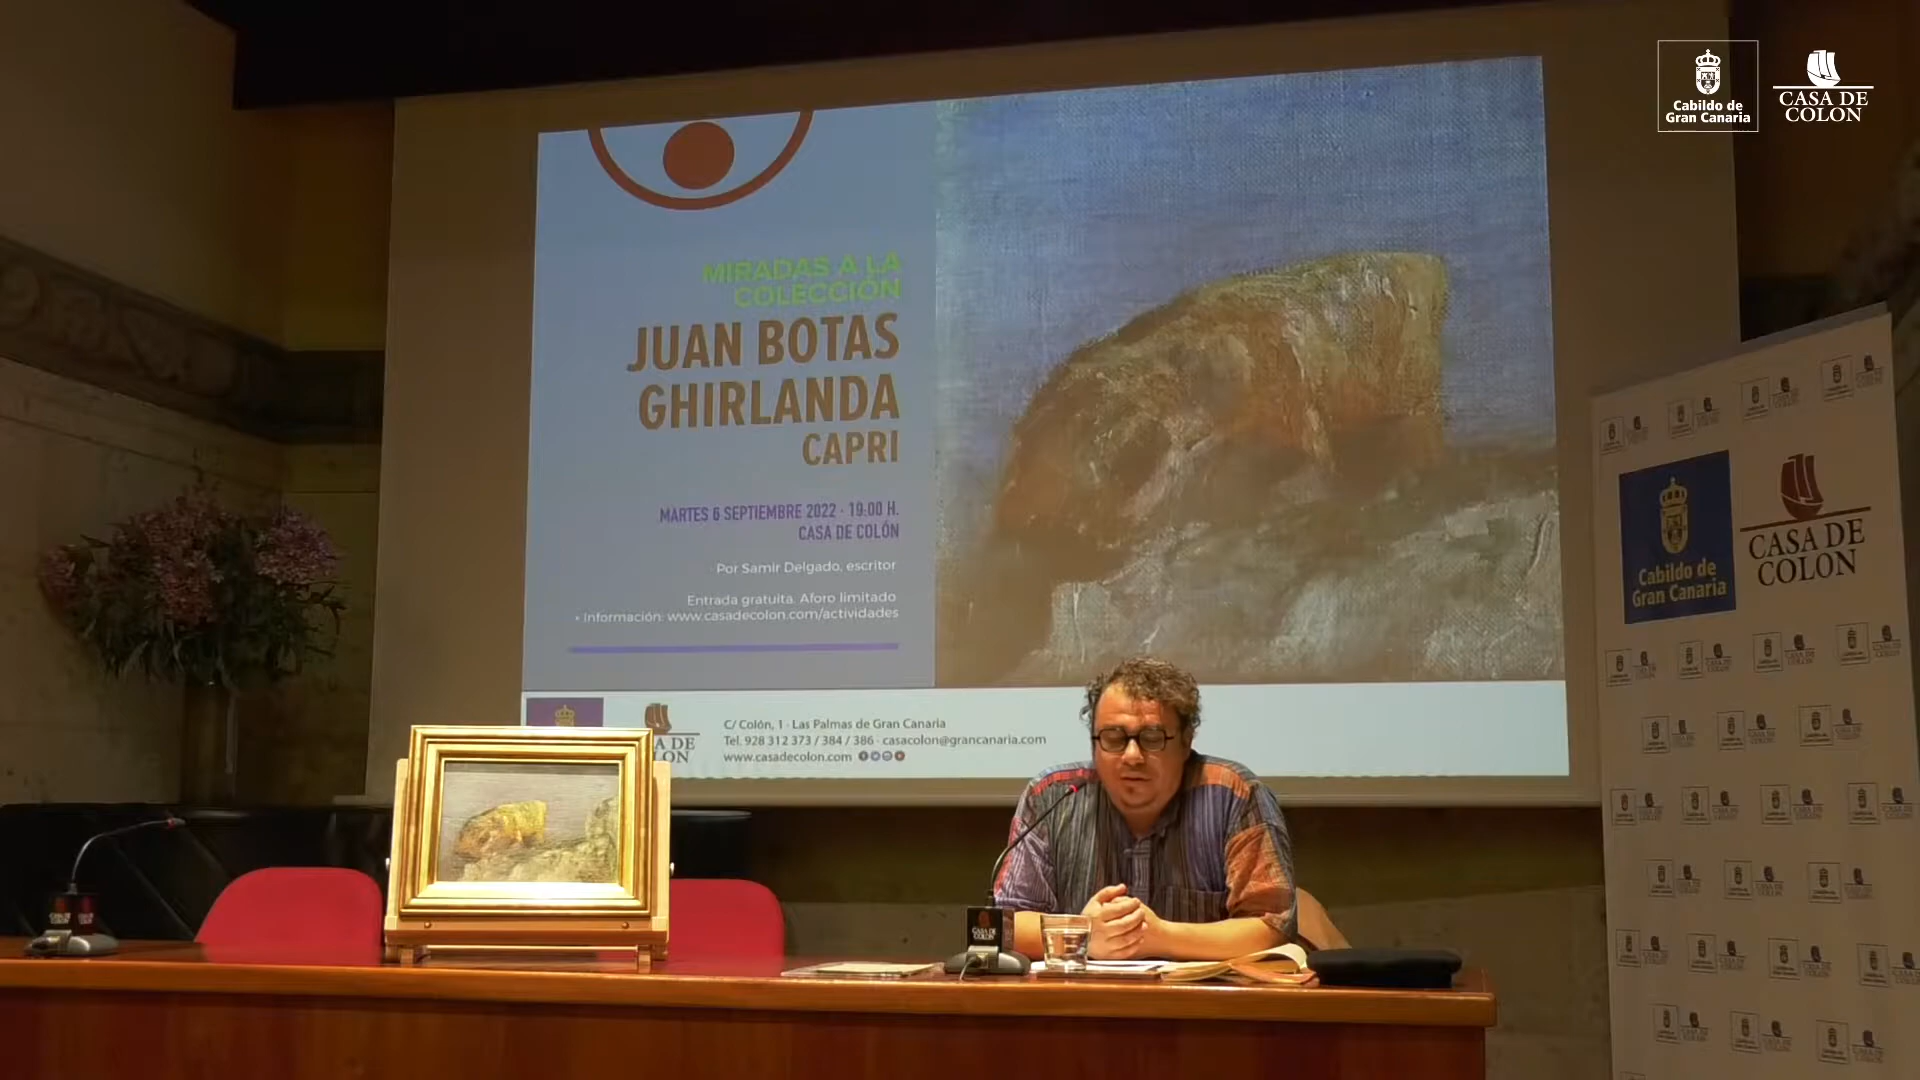 Cabildo de
Gran Canaria
CASA DE
COLON
MIRADAS A LA
COLECCIÓN
JUAN BOTAS
GHIRLANDA
CAPRI
MARTES 6 SEPTIEMBRE 2022 · 19:00 H.
CASA DE COLÓN
Por Samir Delgado, escritor
Entrada gratuita. Aforo limitado
+ Información: www.casadecolon.com/actividades
C/ Colón, 1 · Las Palmas de Gran Canaria
Tel. 928 312 373 / 384 / 386 · casacolon@grancanaria.com
www.casadecolon.com
Cabildo de
Gran Canaria
CASA DE
COLON
CASA DE
COLON